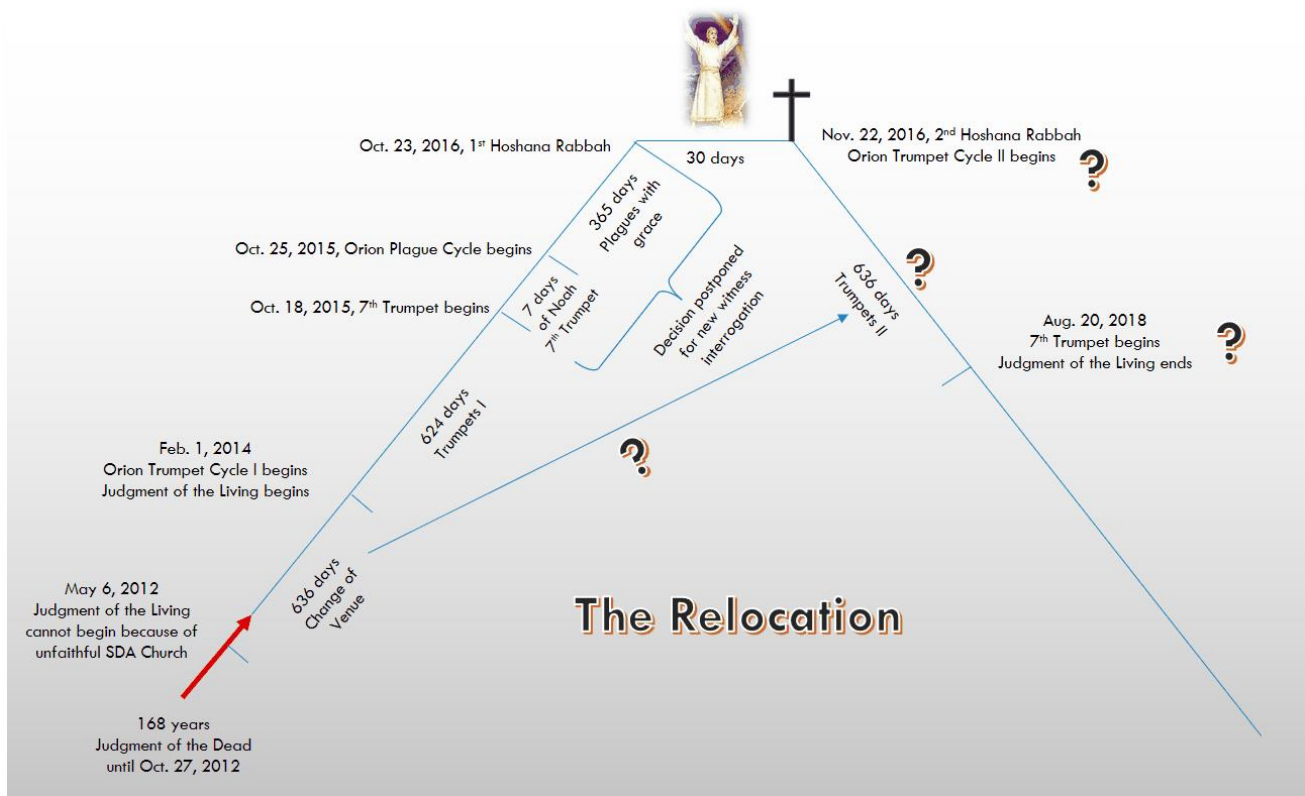 Oct. 23, 2016, 1st Hoshana Rabbah
30 days
Nov. 22, 2016, 2nd Hoshana Rabbah
Orion Trumpet Cycle II begins
?
365 days
Plagues with
grace
Oct. 25, 2015, Orion Plague Cycle begins
?
Oct. 18, 2015, 7th Trumpet begins
7 days
of Noah
7th Trumpet
Decision postponed
for new witness
interrogation
636 days
Trumpets II
Aug. 20, 2018
7th Trumpet begins
Judgment of the Living ends
?
624 days
Trumpets I
Feb. 1, 2014
Orion Trumpet Cycle I begins
Judgment of the Living begins
?
636 days
Change of
Venue
May 6, 2012
Judgment of the Living
cannot begin because of
unfaithful SDA Church
The Relocation
168 years
Judgment of the Dead
until Oct. 27, 2012